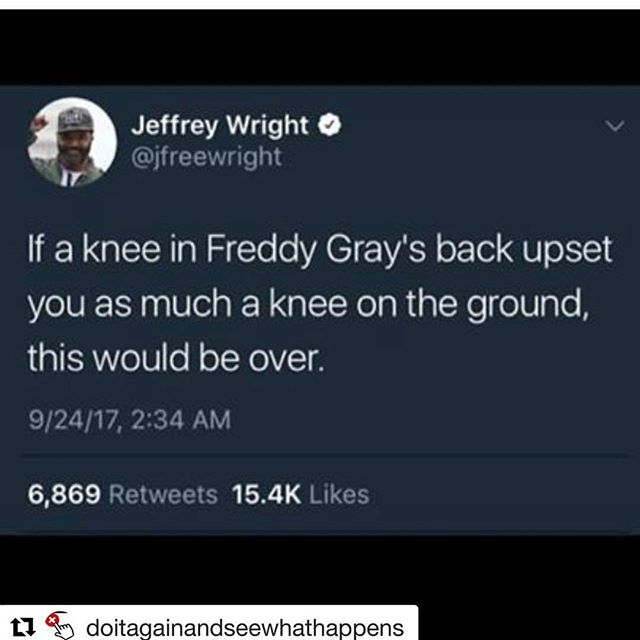 Jeffrey Wright
@jfreewright
If a knee in Freddy Gray's back upset
you as much a knee on the ground,
this would be over.
9/24/17, 2:34 AM
6,869 Retweets 15.4K Likes
doitagainandseewhathappens